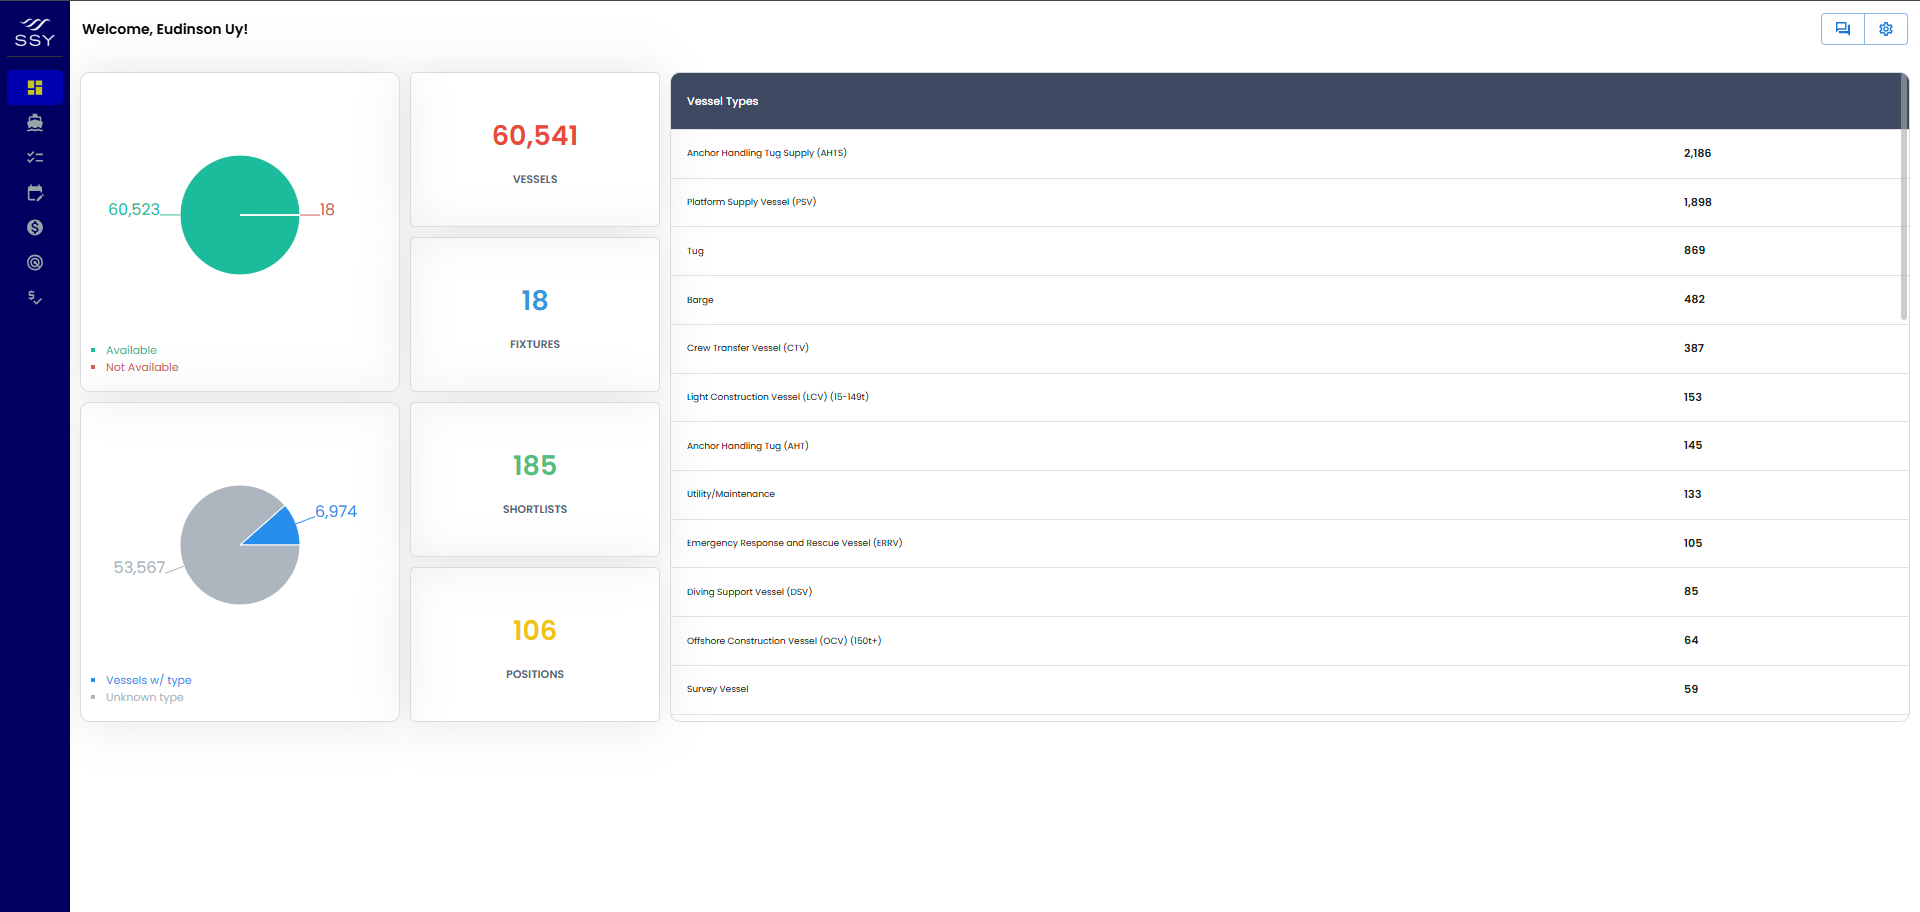 SSY
Welcome, Eudinson Uy!
60,523
18
Available
Not Available
6,974
53,567
Vessels w/ type
Unknown type
60,541
VESSELS
18
FIXTURES
185
SHORTLISTS
106
POSITIONS
Vessel Types
Anchor Handling Tug Supply (AHTS) 2,186
Platform Supply Vessel (PSV) 1,898
Tug 869
Barge 482
Crew Transfer Vessel (CTV) 387
Light Construction Vessel (LCV) (15-149t) 153
Anchor Handling Tug (AHT) 145
Utility/Maintenance 133
Emergency Response and Rescue Vessel (ERRV) 105
Diving Support Vessel (DSV) 85
Offshore Construction Vessel (OCV) (150t+) 64
Survey Vessel 59